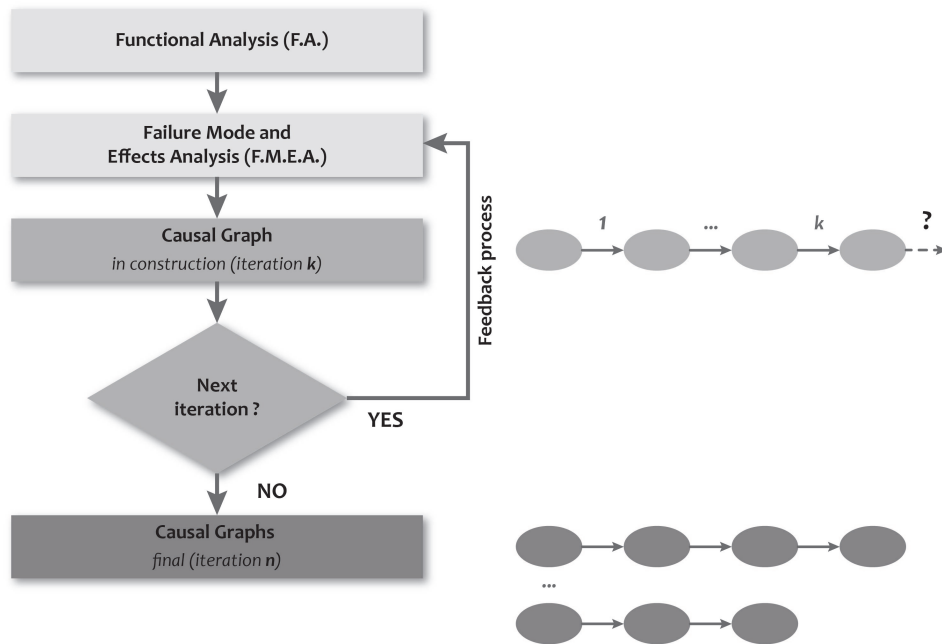 Functional Analysis (F.A.)
Failure Mode and
Effects Analysis (F.M.E.A.)
Causal Graph
in construction (iteration k)
Feedback process
1
...
k
?
Next
iteration ?
YES
NO
Causal Graphs
final (iteration n)
...